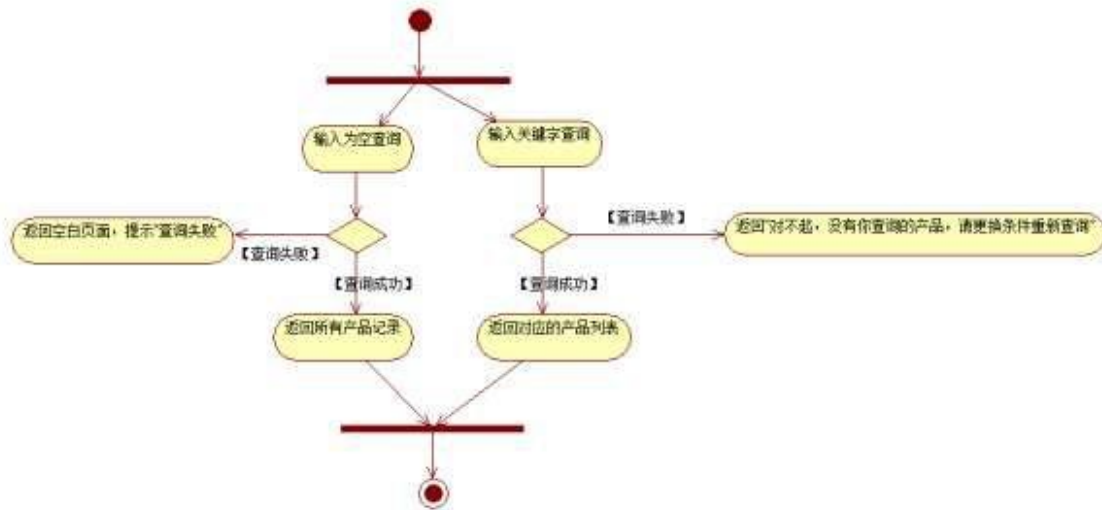 输入为空查询
输入关键字查询
返回空白页面，提示“查询失败”
【查询失败】
【查询失败】
返回“对不起，没有你查询的产品，请更换条件重新查询”
【查询成功】
【查询成功】
返回所有产品记录
返回对应的产品列表